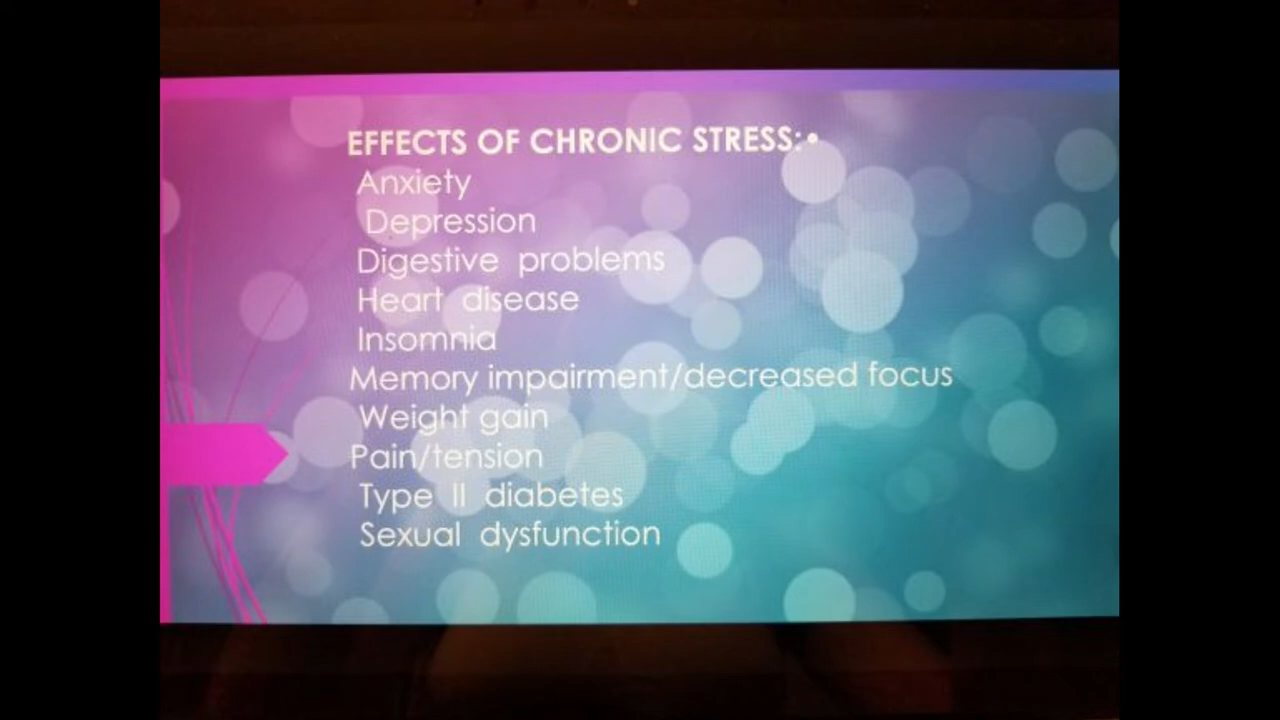 EFFECTS OF CHRONIC STRESS:•
Anxiety
Depression
Digestive problems
Heart disease
Insomnia
Memory impairment/decreased focus
Weight gain
Pain/tension
Type II diabetes
Sexual dysfunction